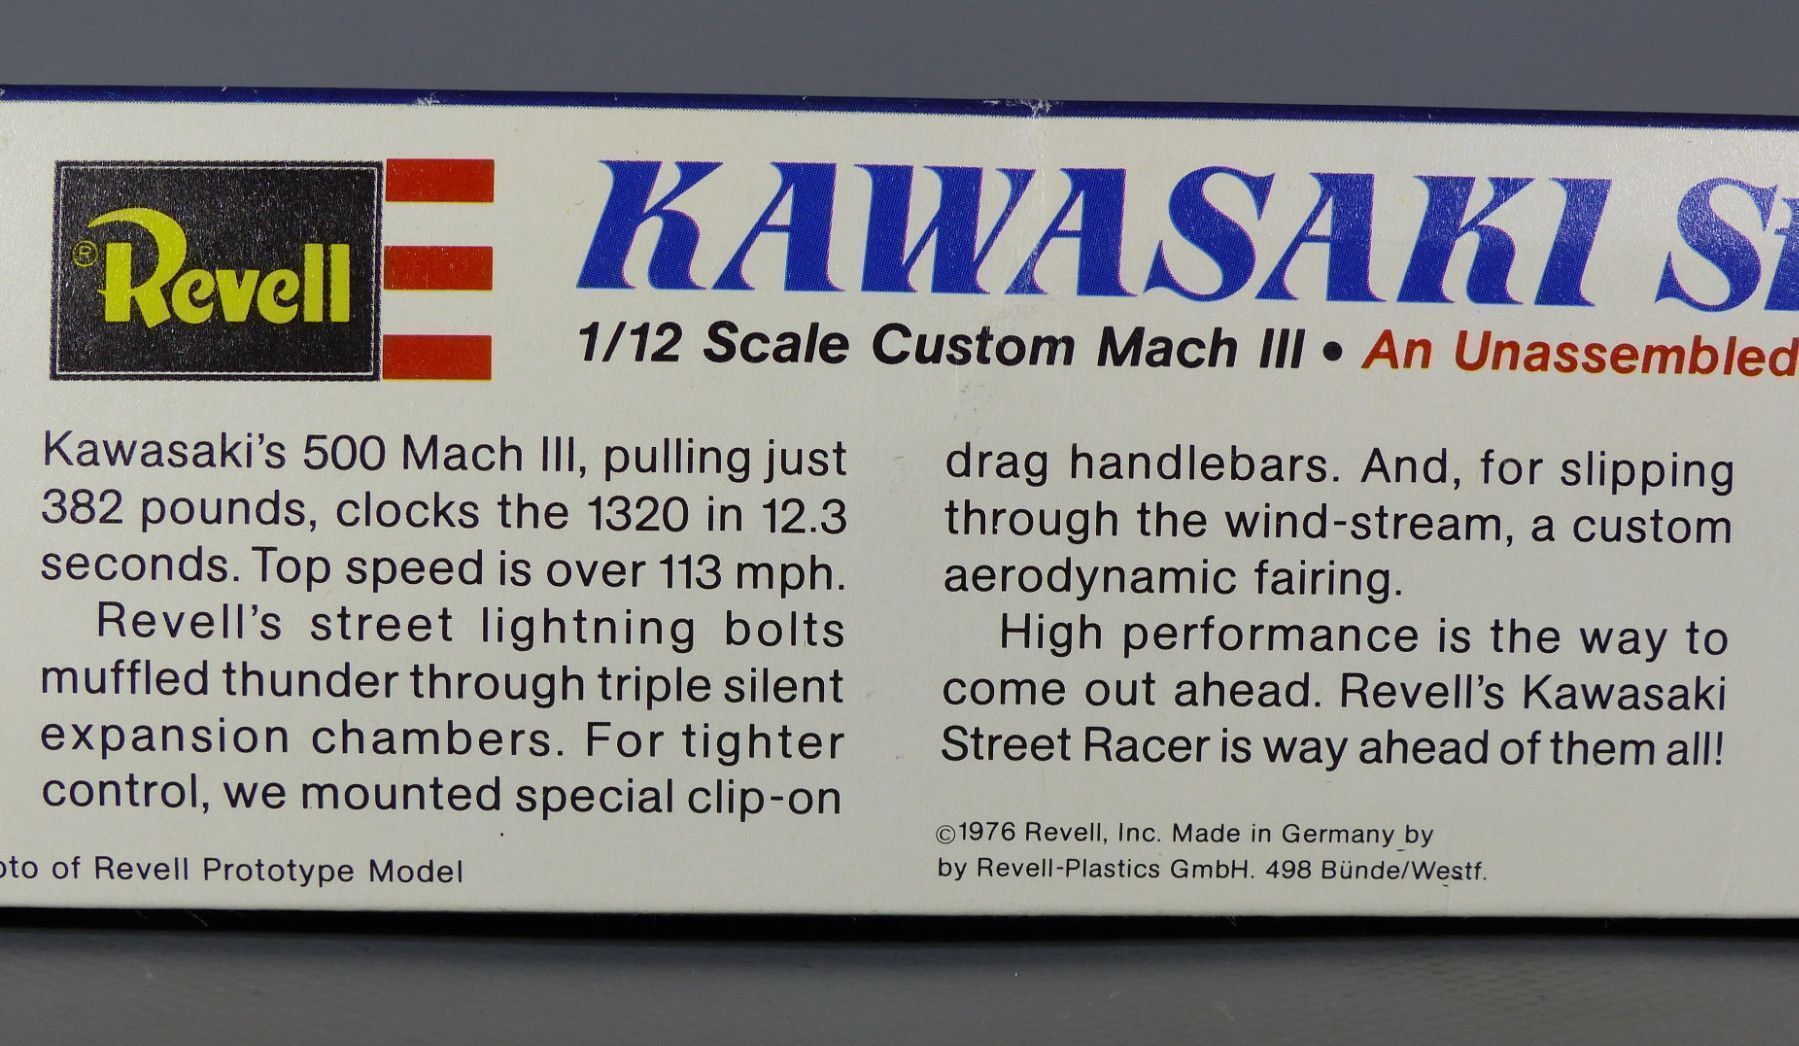 ® Revell
KAWASAKI St
1/12 Scale Custom Mach III • An Unassembled
Kawasaki's 500 Mach III, pulling just
382 pounds, clocks the 1320 in 12.3
seconds. Top speed is over 113 mph.
Revell's street lightning bolts
muffled thunder through triple silent
expansion chambers. For tighter
control, we mounted special clip-on
oto of Revell Prototype Model
drag handlebars. And, for slipping
through the wind-stream, a custom
aerodynamic fairing.
High performance is the way to
come out ahead. Revell's Kawasaki
Street Racer is way ahead of them all!
©1976 Revell, Inc. Made in Germany by
by Revell-Plastics GmbH. 498 Bünde/Westf.